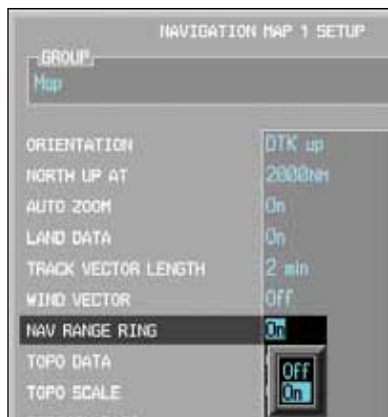 NAVIGATION MAP 1 SETUP
GROUP
Map
ORIENTATION DTK up
NORTH UP AT 2000NM
AUTO ZOOM On
LAND DATA On
TRACK VECTOR LENGTH 2 min
WIND VECTOR Off
NAV RANGE RING On
TOPO DATA Off
TOPO SCALE On